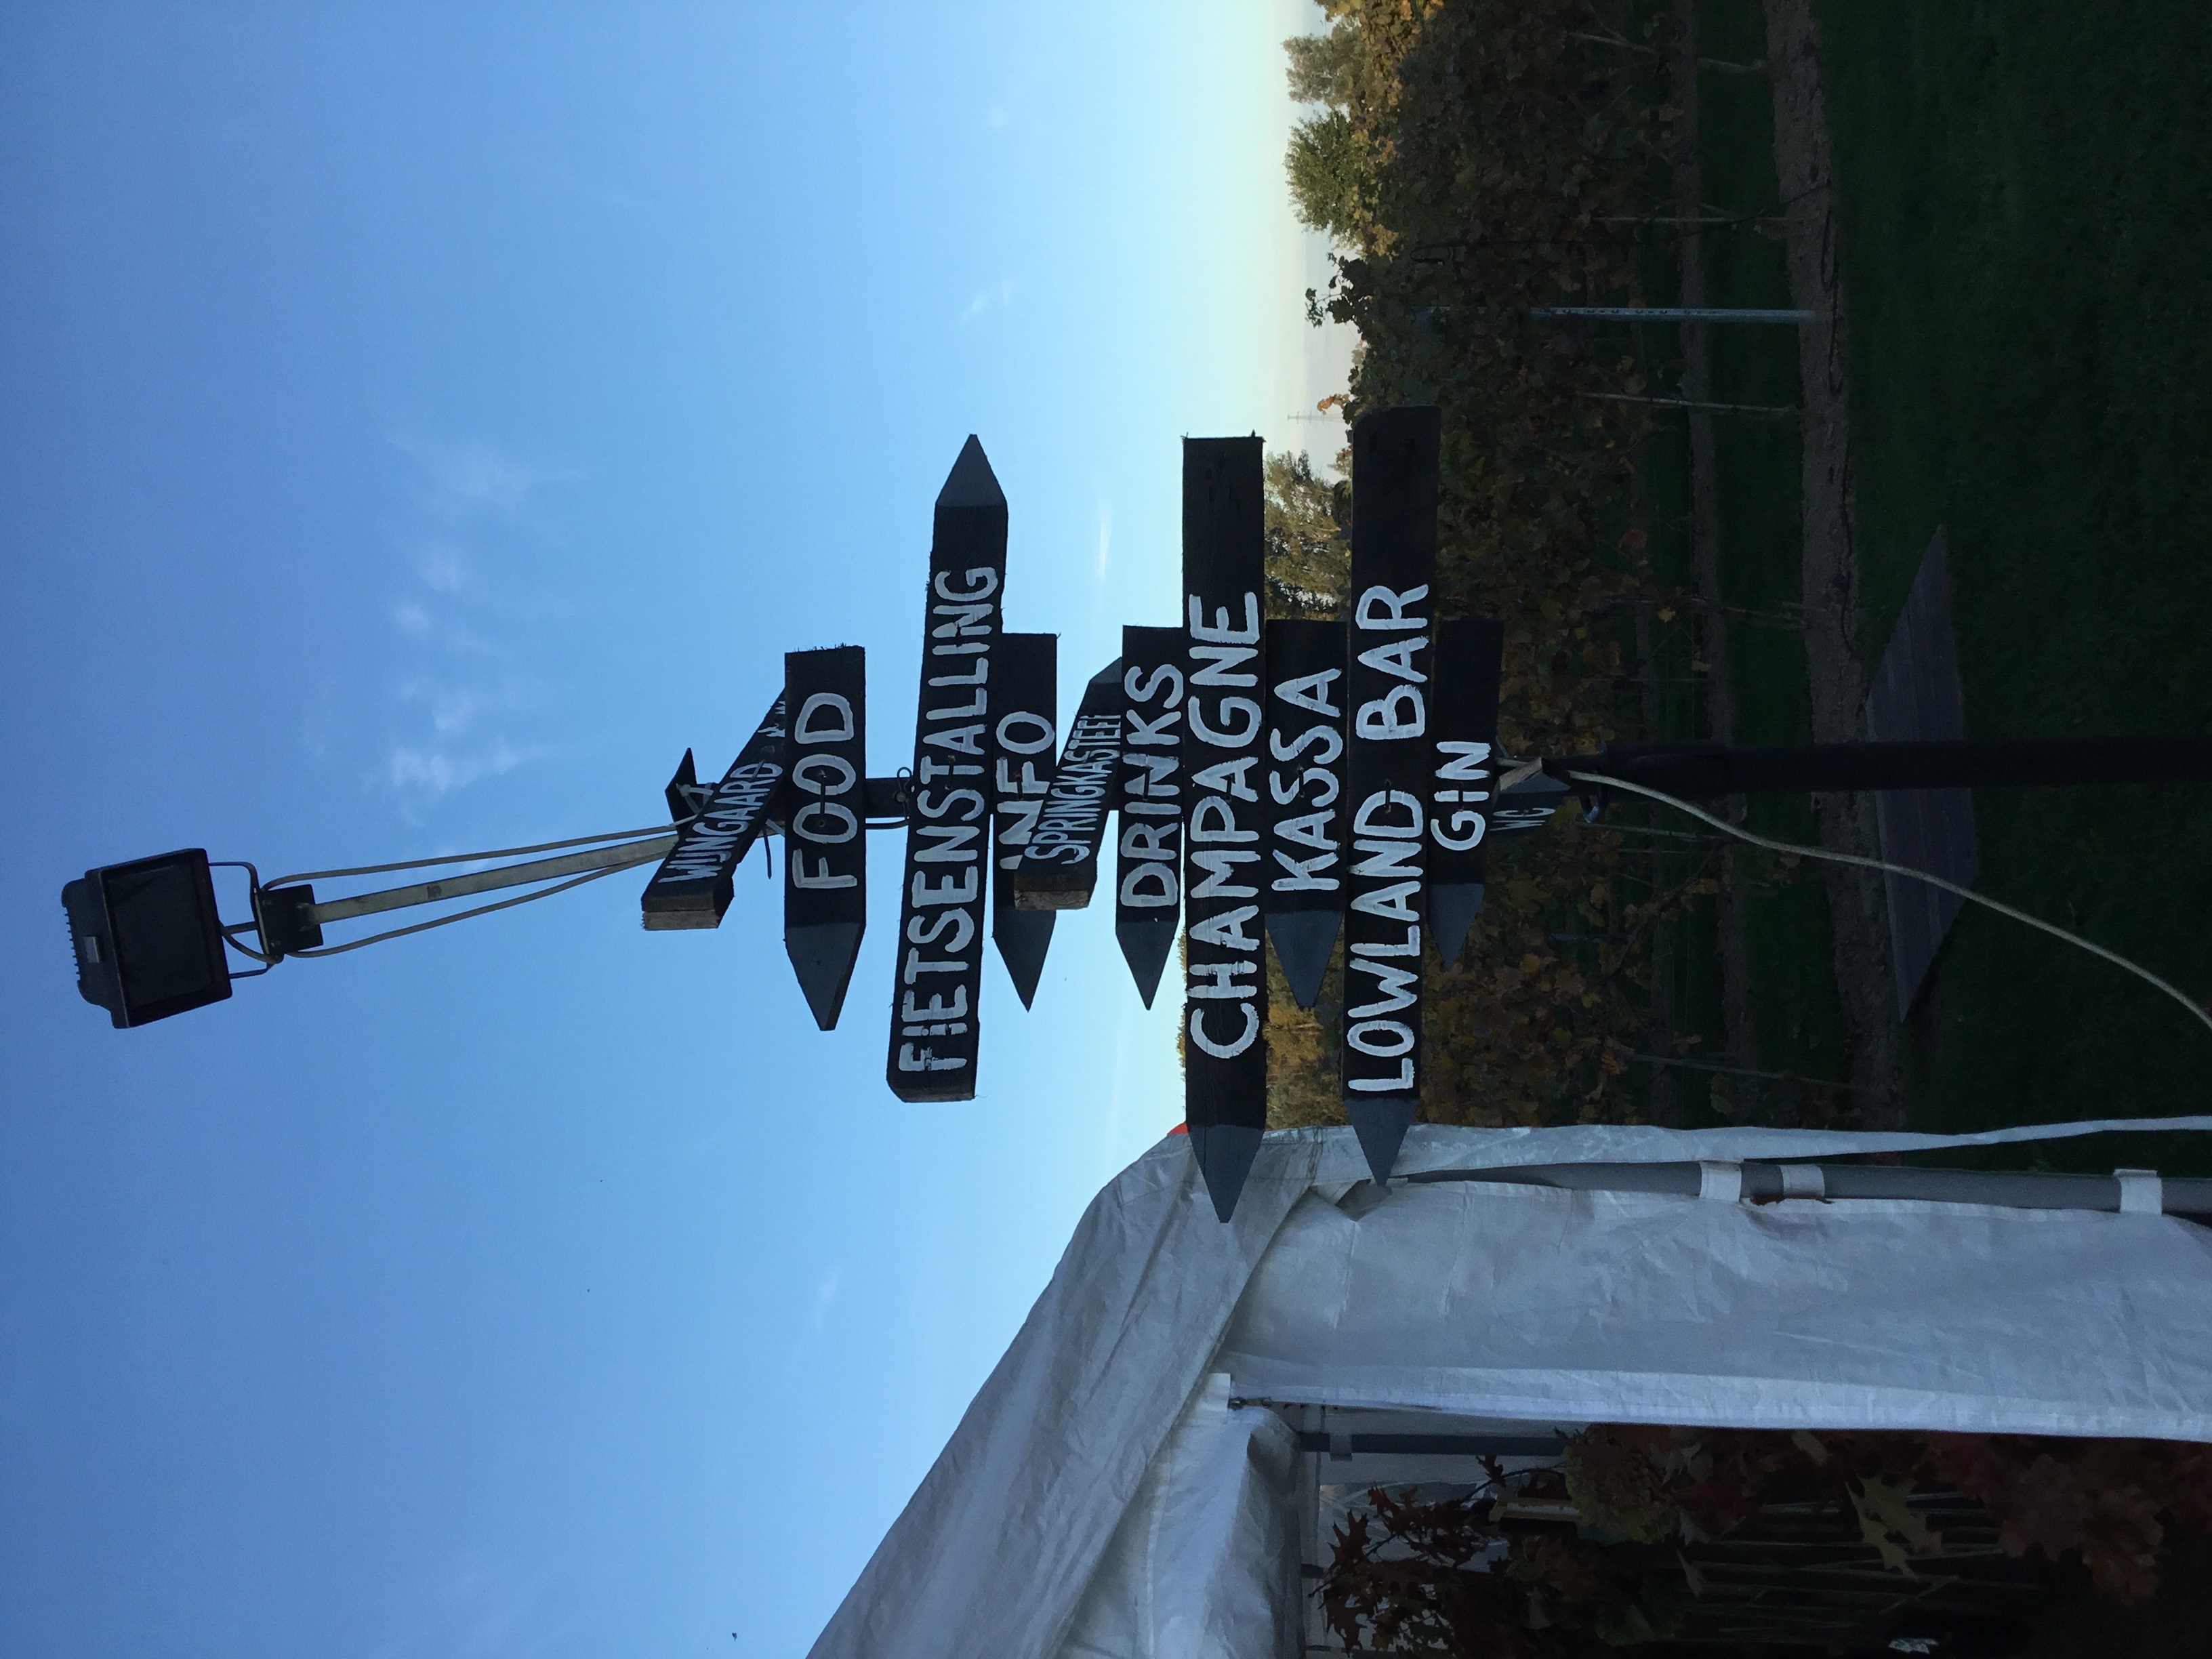 WIJNGAARD
FOOD
FIETSENSTALLING
INFO
SPRINGKASTEEL
DRINKS
CHAMPAGNE
KASSA
LOWLAND BAR
GIN
WC